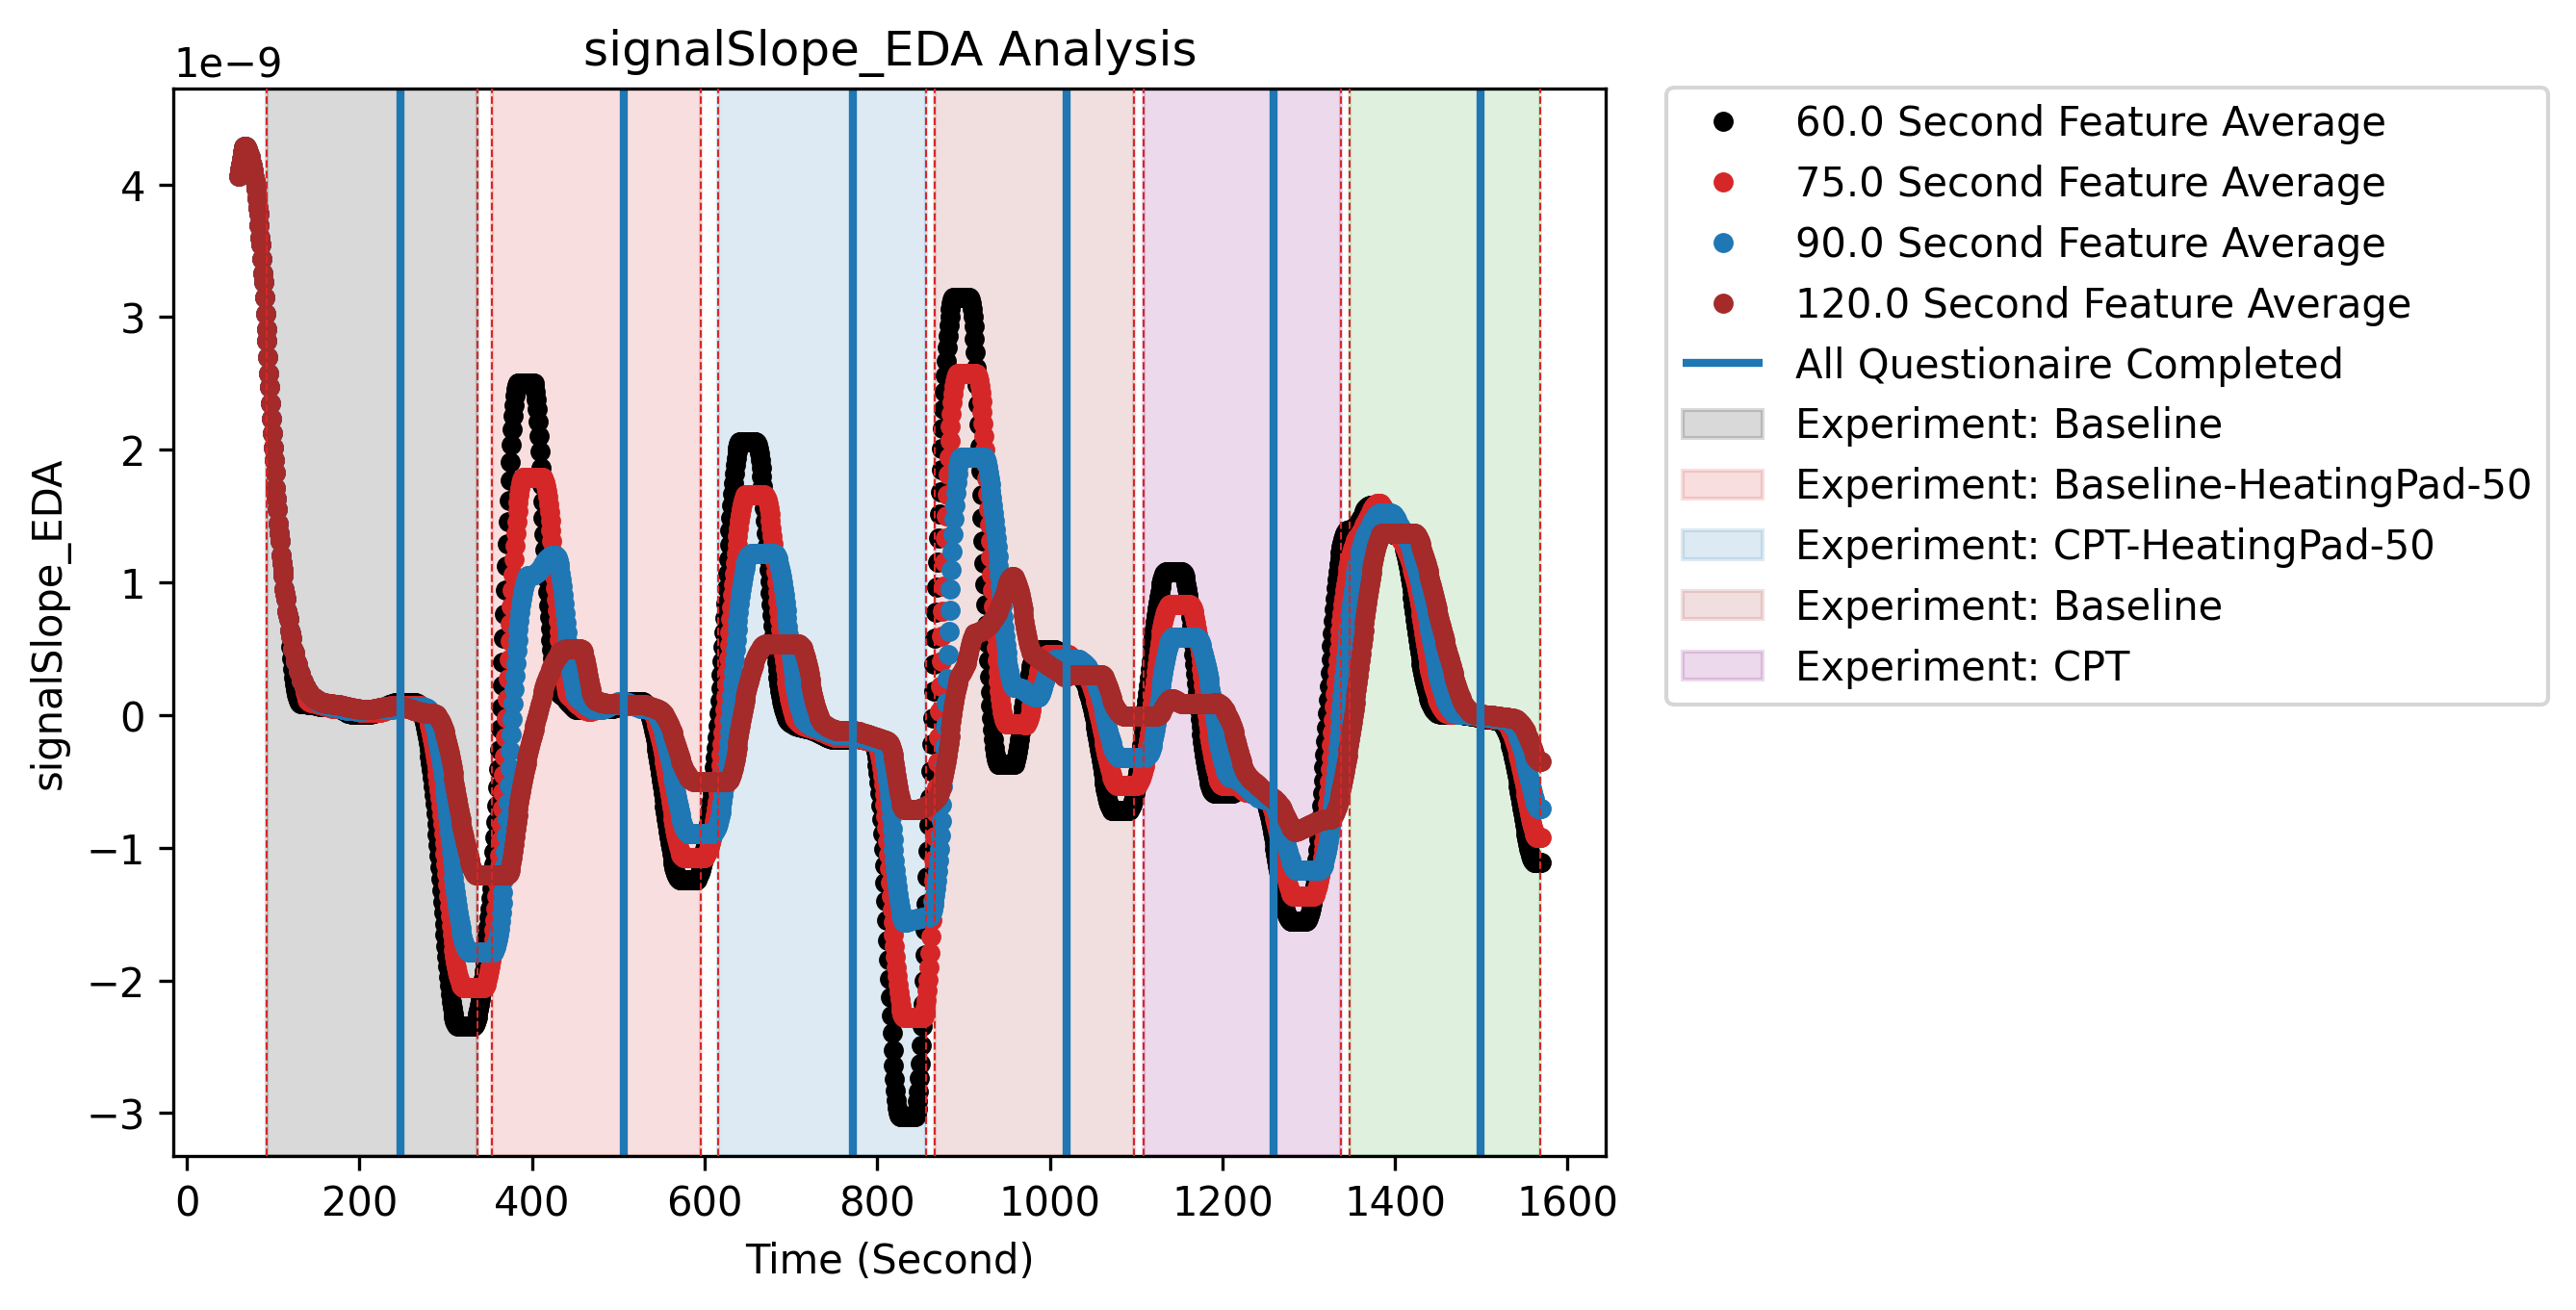 signalSlope_EDA Analysis
1e−9
signalSlope_EDA
4
3
2
1
0
−1
−2
−3
0 200 400 600 800 1000 1200 1400 1600
Time (Second)
60.0 Second Feature Average
75.0 Second Feature Average
90.0 Second Feature Average
120.0 Second Feature Average
All Questionaire Completed
Experiment: Baseline
Experiment: Baseline-HeatingPad-50
Experiment: CPT-HeatingPad-50
Experiment: Baseline
Experiment: CPT